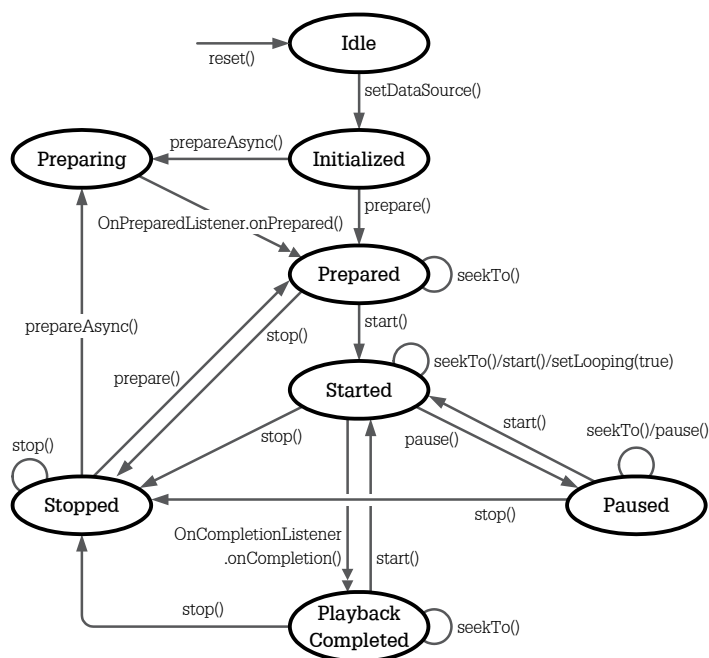 Idle
reset()
setDataSource()
prepareAsync()
Preparing
Initialized
prepare()
OnPreparedListener.onPrepared()
Prepared
seekTo()
start()
stop()
prepareAsync()
seekTo()/start()/setLooping(true)
prepare()
Started
start()
seekTo()/pause()
stop()
pause()
stop()
Stopped
Paused
stop()
OnCompletionListener
.onCompletion()
start()
stop()
Playback
Completed
seekTo()